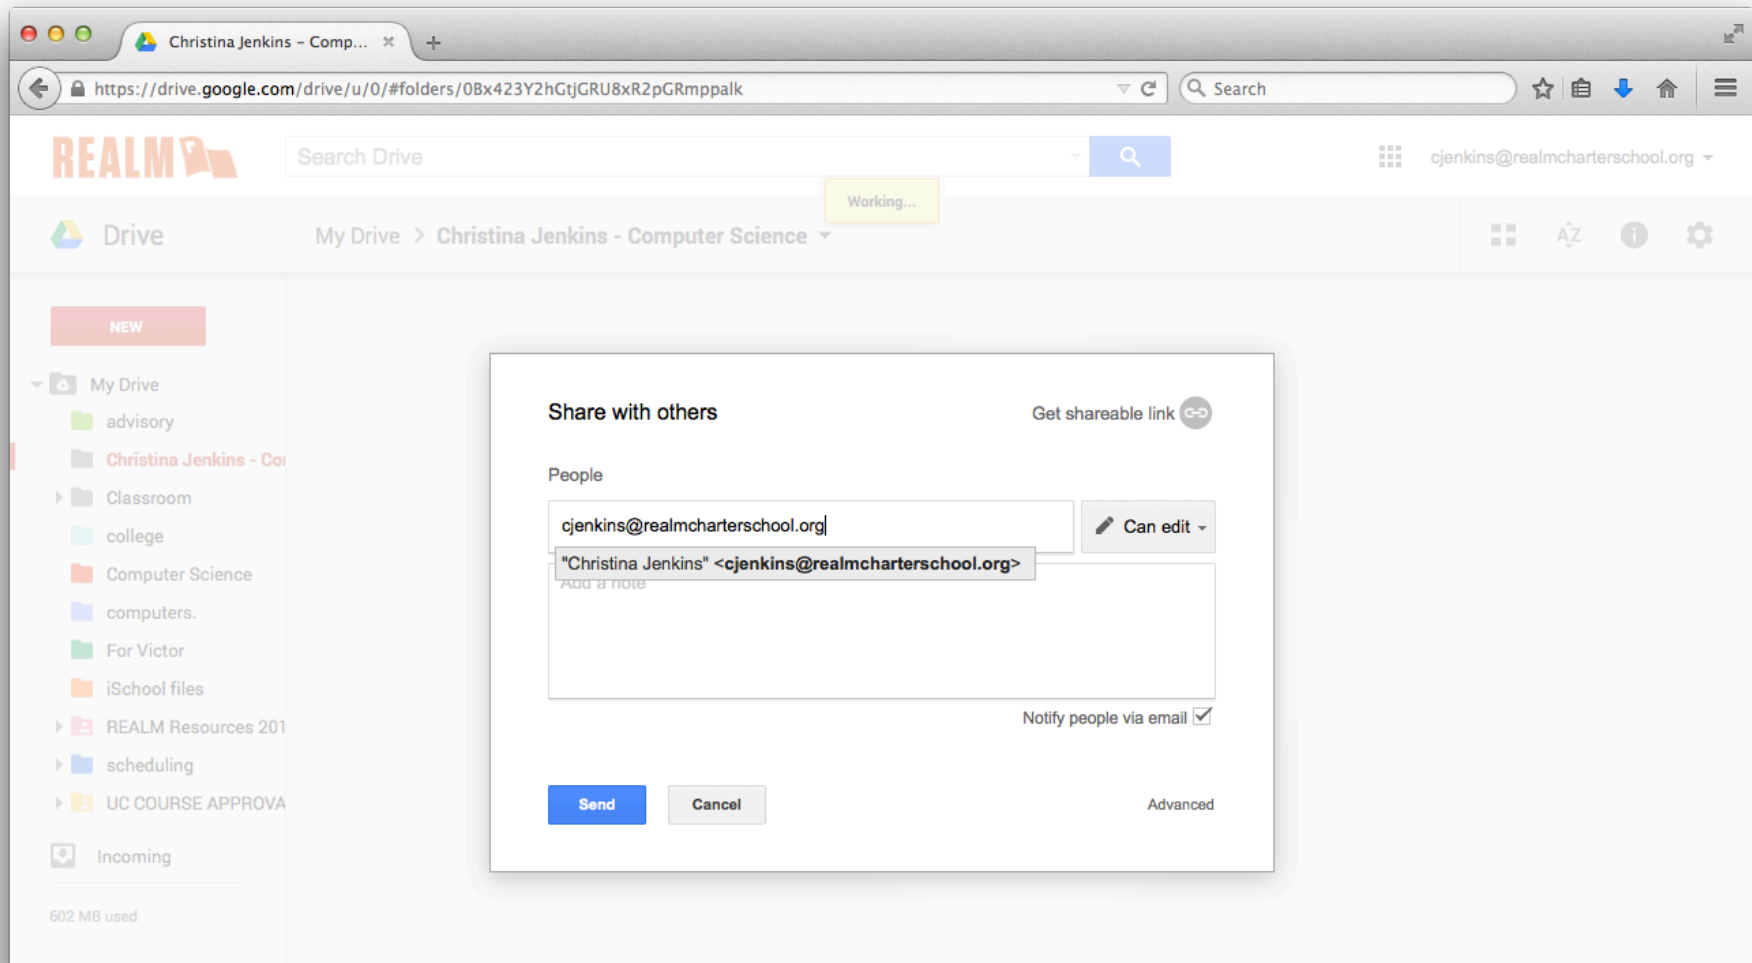 Christina Jenkins – Comp...
https://drive.google.com/drive/u/0/#folders/0Bx423Y2hGtjGRU8xR2pGRmppalk
Search
REALM
Search Drive
cjenkins@realmcharterschool.org
Working...
Drive
My Drive > Christina Jenkins - Computer Science
AZ
NEW
My Drive
advisory
Christina Jenkins - Co
Classroom
college
Computer Science
computers.
For Victor
iSchool files
REALM Resources 201
scheduling
UC COURSE APPROVA
Incoming
602 MB used
Share with others
Get shareable link
People
cjenkins@realmcharterschool.org
Can edit
"Christina Jenkins" <cjenkins@realmcharterschool.org>
Add a note
Notify people via email
Send
Cancel
Advanced